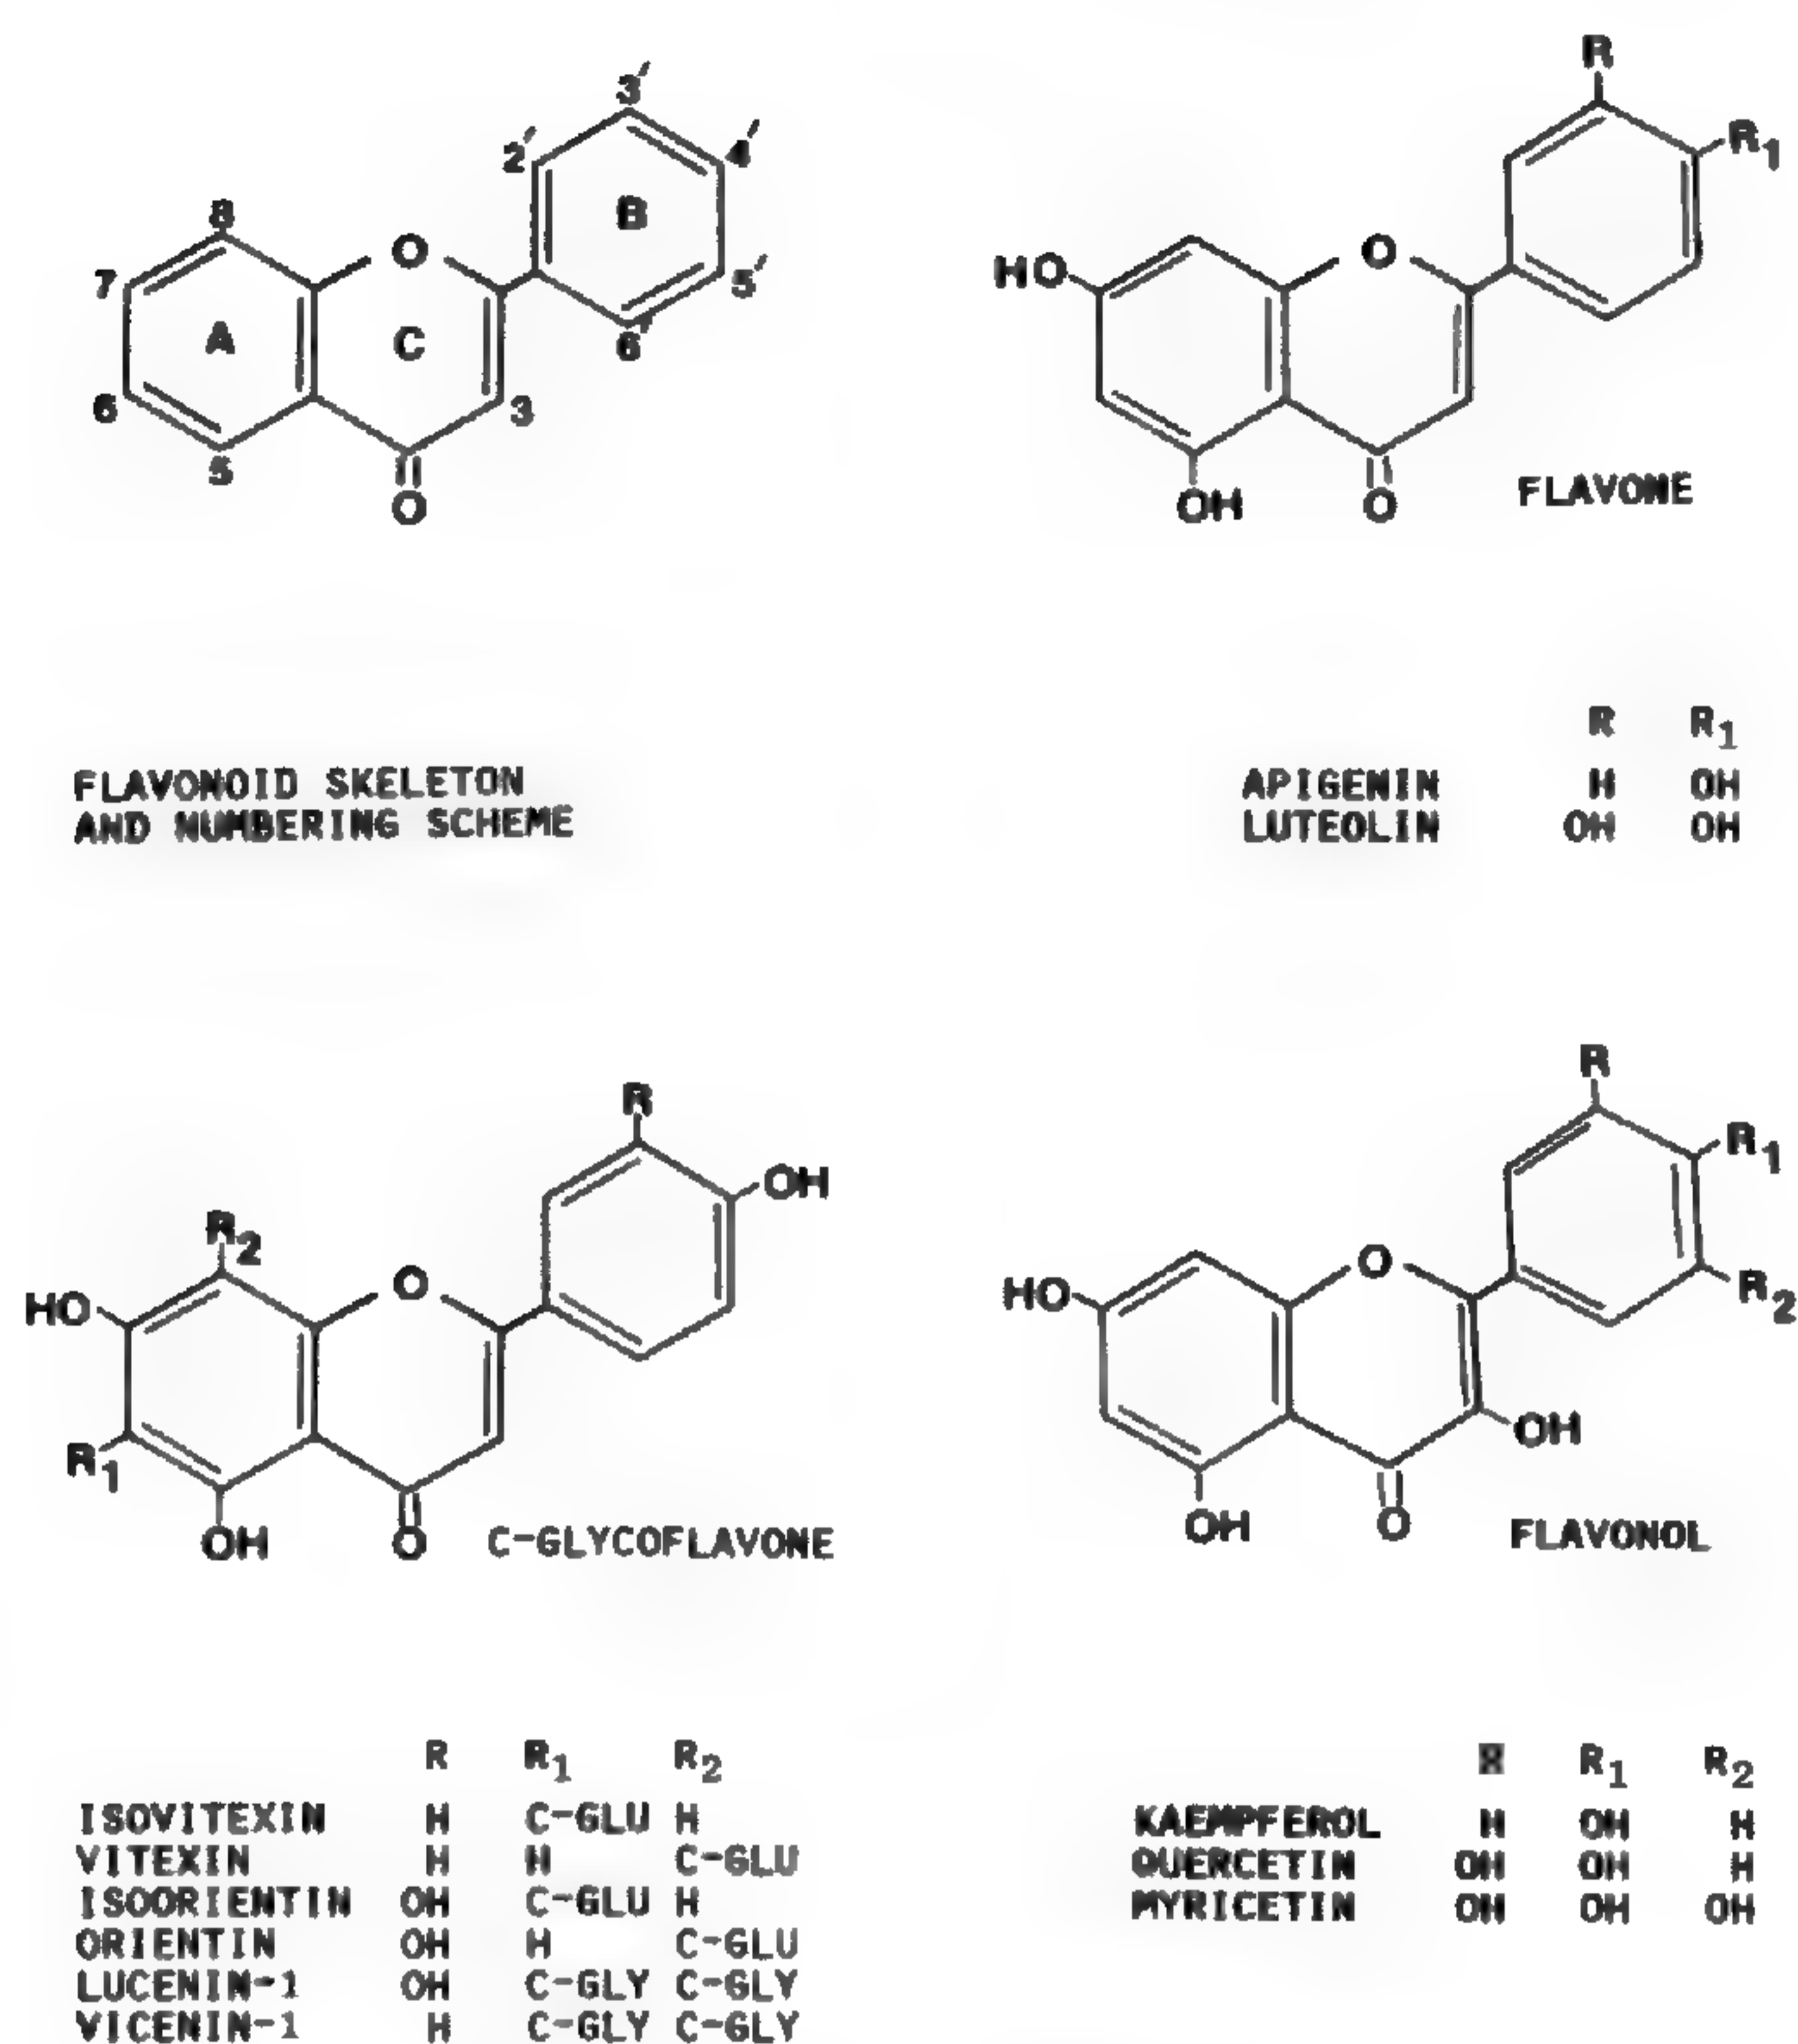 3′
2′
4′
B
8
O
7
5′
A
C
6′
6
3
5
O
FLAVONOID SKELETON
AND NUMBERING SCHEME
R
R1
HO
O
OH
O
FLAVONE
R R1
APIGENIN H OH
LUTEOLIN OH OH
R
OH
R2
HO
O
R1
OH
O
C-GLYCOFLAVONE
R R1 R2
ISOVITEXIN H C-GLU H
VITEXIN H H C-GLU
ISOORIENTIN OH C-GLU H
ORIENTIN OH H C-GLU
LUCENIN-1 OH C-GLY C-GLY
VICENIN-1 H C-GLY C-GLY
R
R1
HO
O
R2
OH
OH
O
FLAVONOL
R1 R2
KAEMPFEROL H OH H
QUERCETIN OH OH H
MYRICETIN OH OH OH